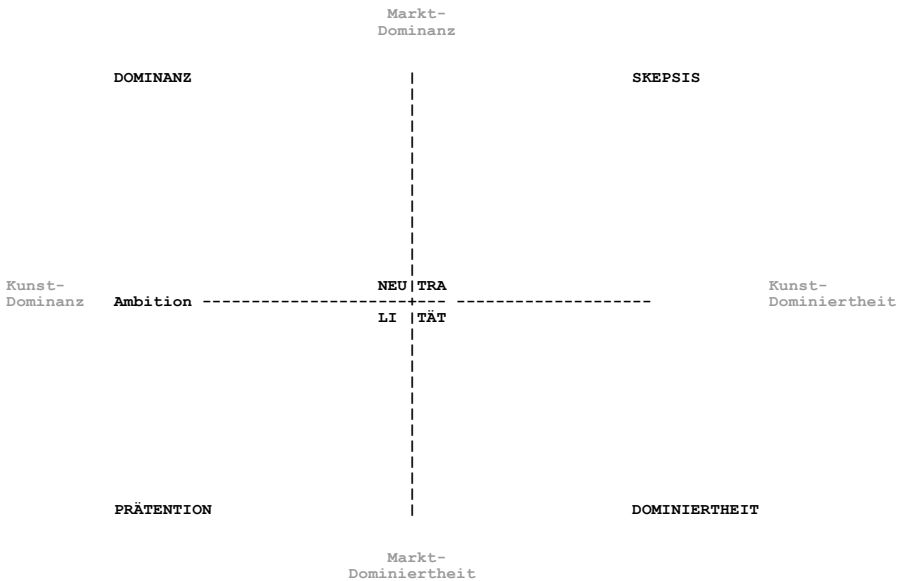 Markt-
Dominanz
DOMINANZ
SKEPSIS
Kunst-
Dominanz
Ambition
NEU TRA
LI TÄT
Kunst-
Dominiertheit
PRÄTENTION
DOMINIERTHEIT
Markt-
Dominiertheit